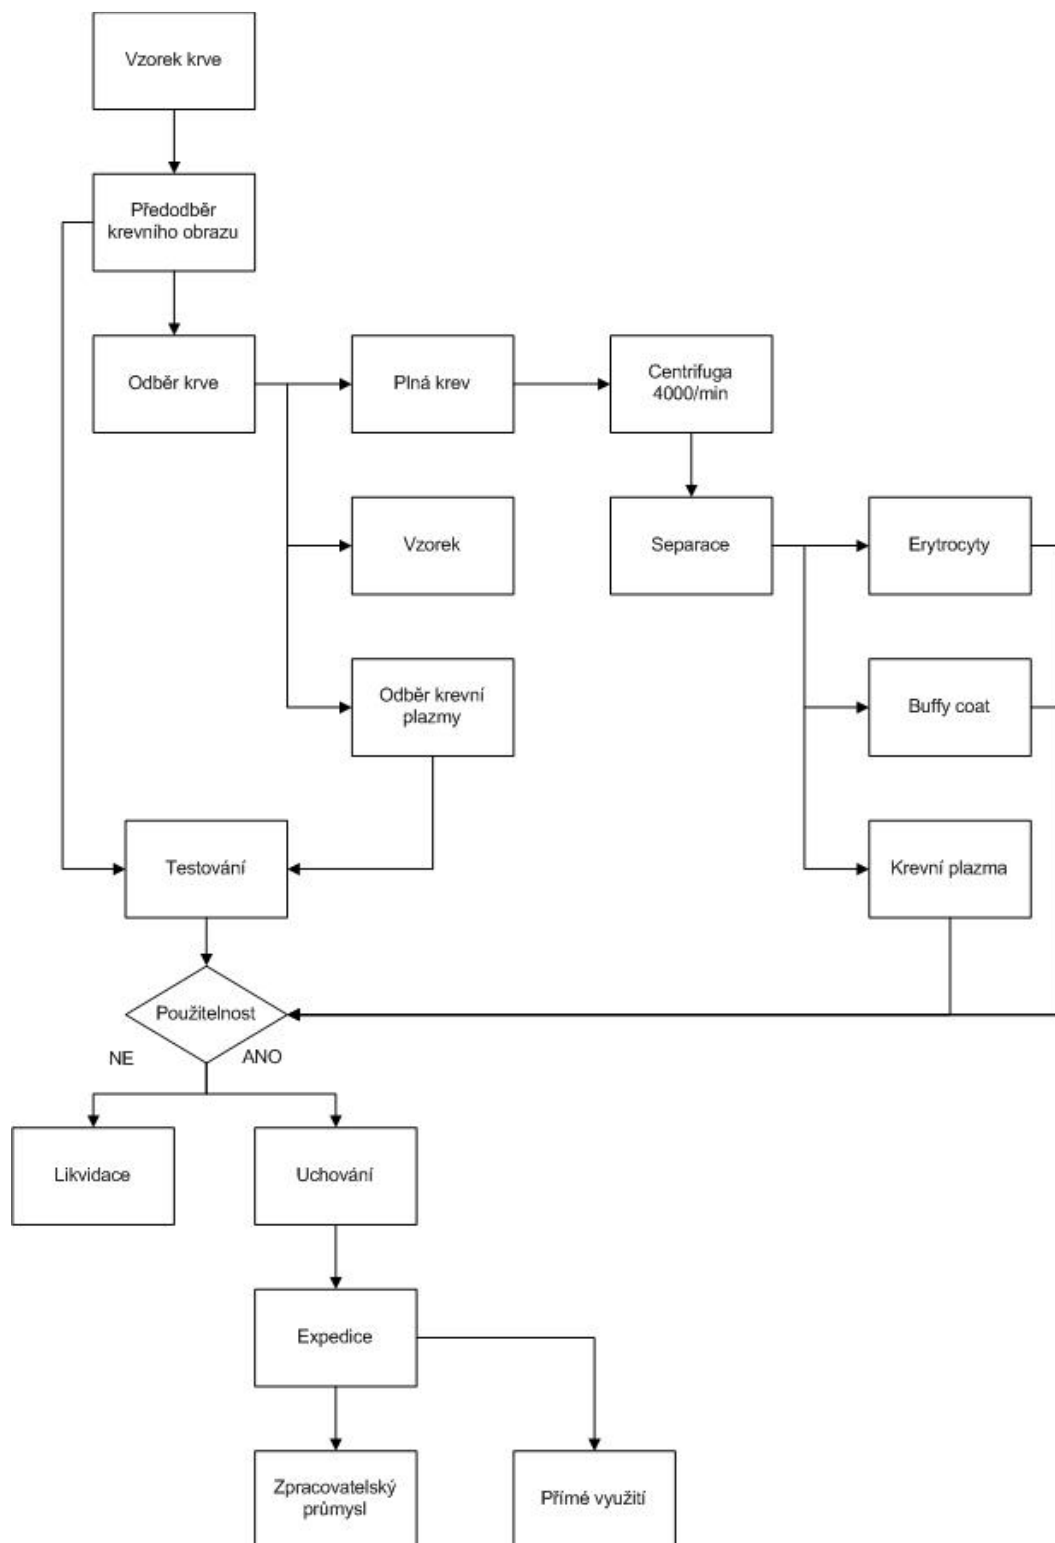 Vzorek krve
Předodběr
krevního obrazu
Odběr krve
Plná krev
Centrifuga
4000/min
Vzorek
Separace
Erytrocyty
Odběr krevní
plazmy
Buffy coat
Testování
Krevní plazma
Použitelnost
NE
ANO
Likvidace
Uchování
Expedice
Zpracovatelský
průmysl
Přímé využití